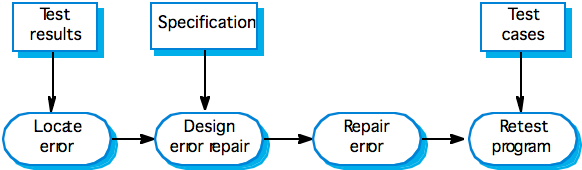 Test
results
Specification
Test
cases
Locate
error
Design
error repair
Repair
error
Retest
program